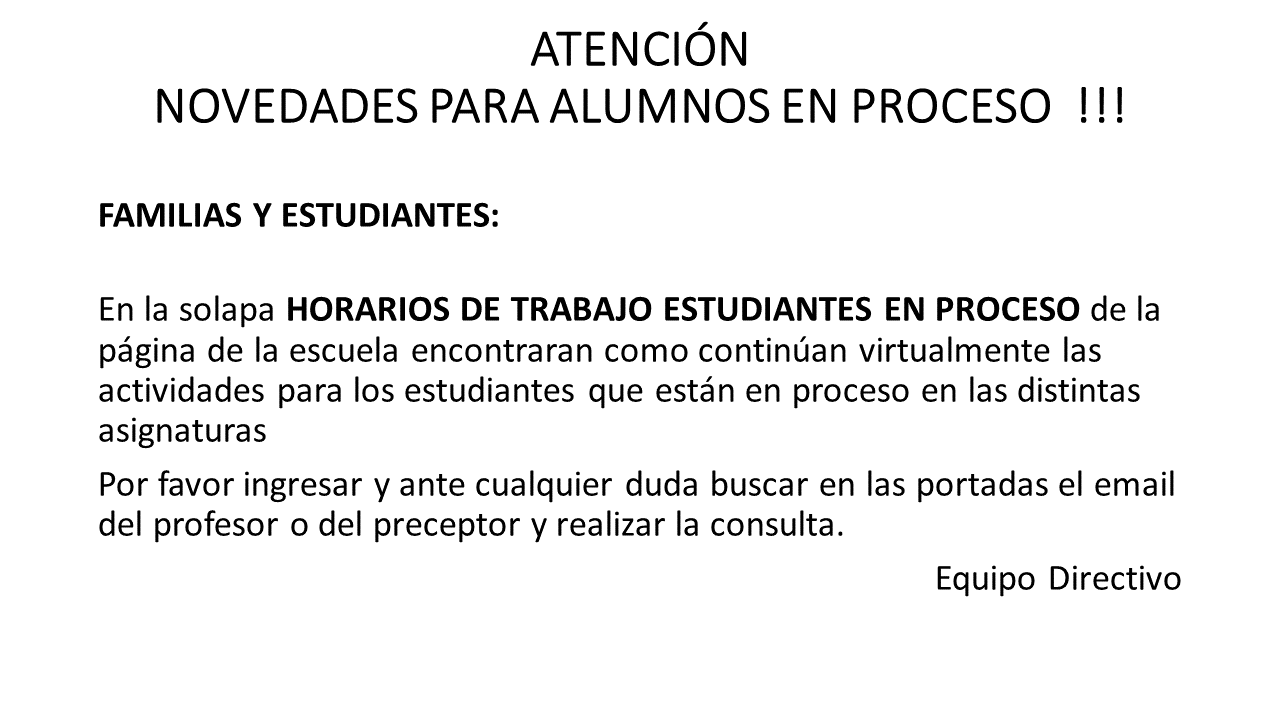 ATENCIÓN
NOVEDADES PARA ALUMNOS EN PROCESO !!!
FAMILIAS Y ESTUDIANTES:
En la solapa HORARIOS DE TRABAJO ESTUDIANTES EN PROCESO de la
página de la escuela encontraran como continúan virtualmente las
actividades para los estudiantes que están en proceso en las distintas
asignaturas
Por favor ingresar y ante cualquier duda buscar en las portadas el email
del profesor o del preceptor y realizar la consulta.
Equipo Directivo